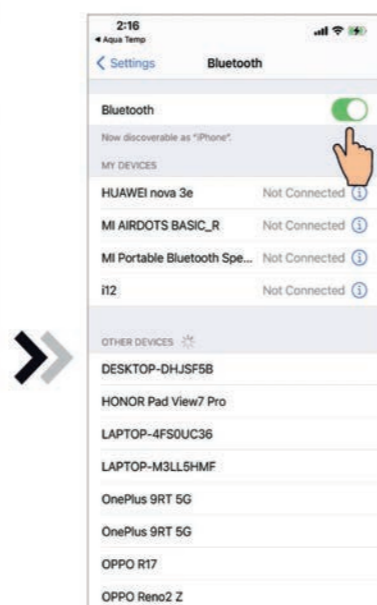 2:16
◀ Aqua Temp
Settings Bluetooth
Bluetooth
Now discoverable as "iPhone".
MY DEVICES
HUAWEI nova 3e Not Connected
MI AIRDOTS BASIC_R Not Connected
MI Portable Bluetooth Spe... Not Connected
i12 Not Connected
OTHER DEVICES
DESKTOP-DHJSF5B
HONOR Pad View7 Pro
LAPTOP-4FS0UC36
LAPTOP-M3LL5HMF
OnePlus 9RT 5G
OnePlus 9RT 5G
OPPO R17
OPPO Reno2 Z